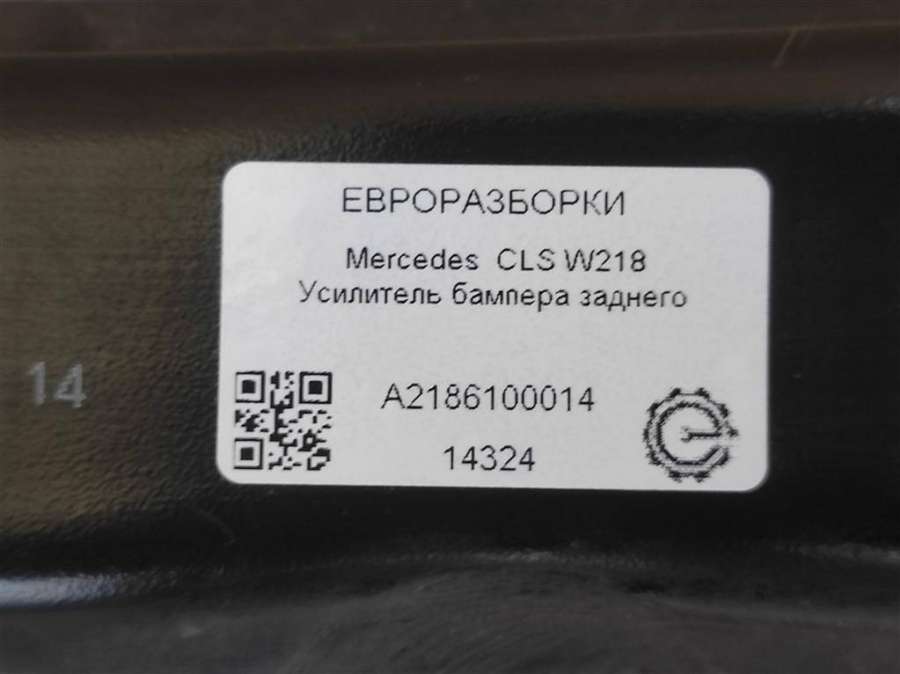 ЕВРОРАЗБОРКИ
Mercedes CLS W218
Усилитель бампера заднего
14
A2186100014
14324